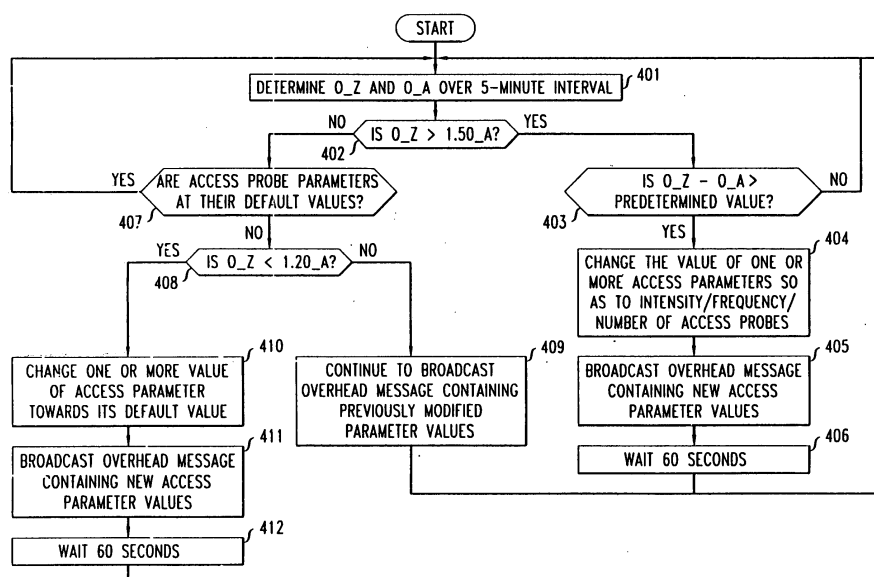 START
DETERMINE O_Z AND O_A OVER 5-MINUTE INTERVAL
401
NO
IS O_Z > 1.5O_A?
YES
402
YES
ARE ACCESS PROBE PARAMETERS
AT THEIR DEFAULT VALUES?
407
NO
IS O_Z - O_A>
PREDETERMINED VALUE?
NO
403
YES
YES
IS O_Z < 1.2O_A?
NO
408
404
CHANGE THE VALUE OF ONE OR
MORE ACCESS PARAMETERS SO
AS TO INTENSITY/FREQUENCY/
NUMBER OF ACCESS PROBES
410
CHANGE ONE OR MORE VALUE
OF ACCESS PARAMETER
TOWARDS ITS DEFAULT VALUE
409
CONTINUE TO BROADCAST
OVERHEAD MESSAGE CONTAINING
PREVIOUSLY MODIFIED
PARAMETER VALUES
405
BROADCAST OVERHEAD MESSAGE
CONTAINING NEW ACCESS
PARAMETER VALUES
411
BROADCAST OVERHEAD MESSAGE
CONTAINING NEW ACCESS
PARAMETER VALUES
406
WAIT 60 SECONDS
412
WAIT 60 SECONDS